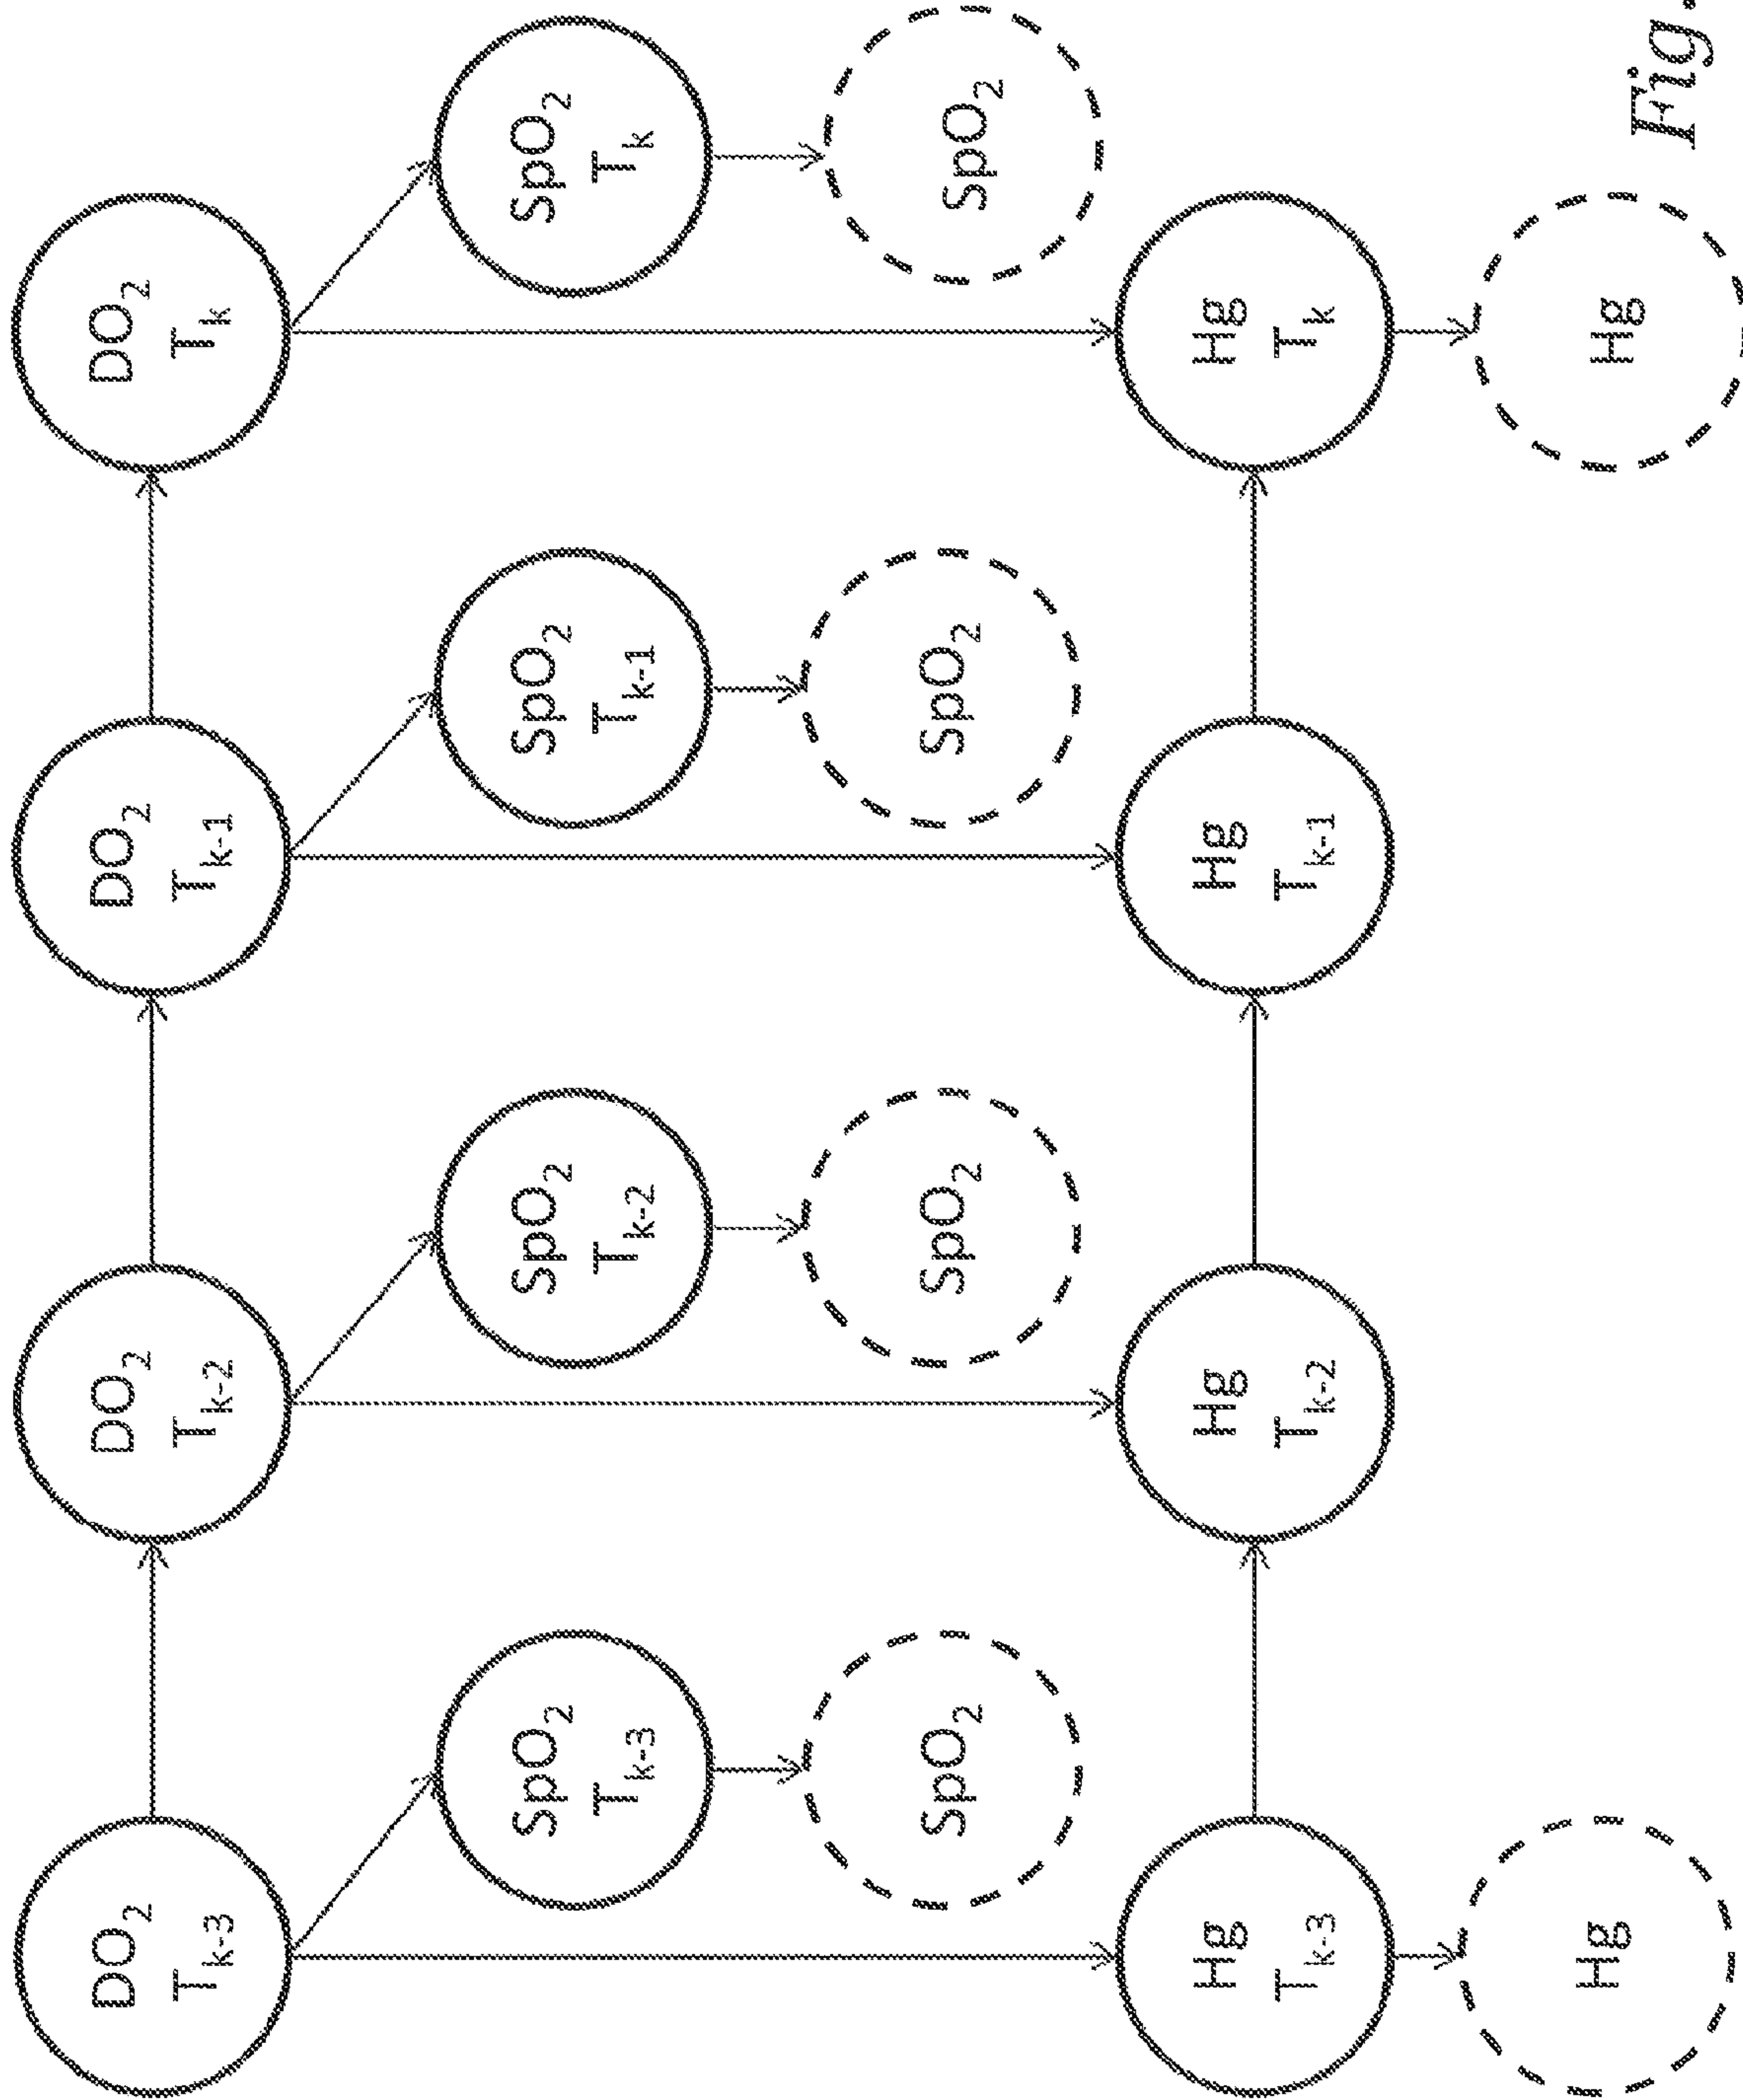 DO₂
Tₖ₋₃
DO₂
Tₖ₋₂
DO₂
Tₖ₋₁
DO₂
Tₖ
SpO₂
Tₖ₋₃
SpO₂
Tₖ₋₂
SpO₂
Tₖ₋₁
SpO₂
Tₖ
SpO₂
SpO₂
SpO₂
SpO₂
Hg
Tₖ₋₃
Hg
Tₖ₋₂
Hg
Tₖ₋₁
Hg
Tₖ
Hg
Hg
Fig.